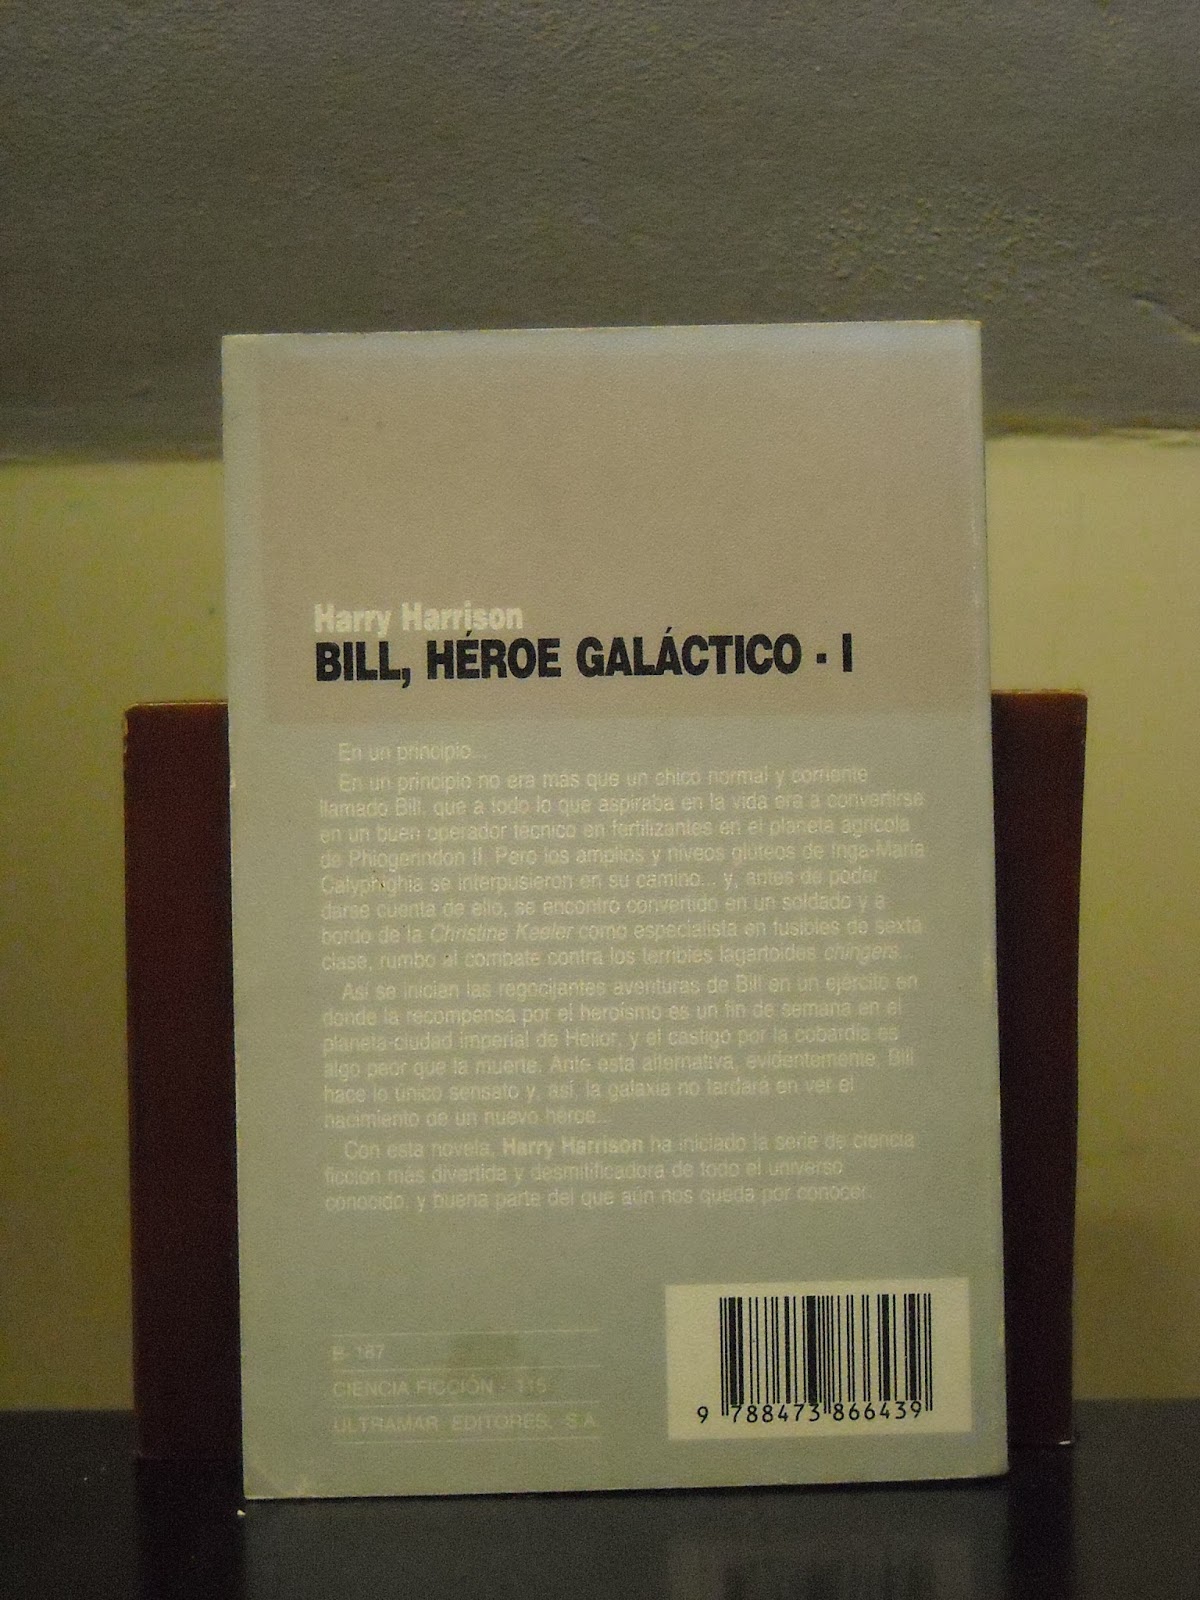 Harry Harrison
BILL, HÉROE GALÁCTICO - I
En un principio...
En un principio no era más que un chico normal y corriente
llamado Bill, que a todo lo que aspiraba en la vida era a convertirse
en un buen operador técnico en fertilizantes en el planeta agrícola
de Phiogerindon II. Pero los amplios y níveos glúteos de Inga-María
Calyphighia se interpusieron en su camino... y, antes de poder
darse cuenta de ello, se encontró convertido en un soldado y a
bordo de la Christine Keeler como especialista en fusibles de sexta
clase, rumbo al combate contra los terribles lagartoides chingers...
Así se inician las regocijantes aventuras de Bill en un ejército en
donde la recompensa por el heroísmo es un fin de semana en el
planeta-ciudad imperial de Helior, y el castigo por la cobardía es
algo peor que la muerte. Ante esta alternativa, evidentemente, Bill
hace lo único sensato y, así, la galaxia no tardará en ver el
nacimiento de un nuevo héroe...
Con esta novela, Harry Harrison ha iniciado la serie de ciencia
ficción más divertida y desmitificadora de todo el universo
conocido, y buena parte del que aún nos queda por conocer.
B-187
CIENCIA FICCIÓN - 115
ULTRAMAR EDITORES, S.A.
9 788473 866439